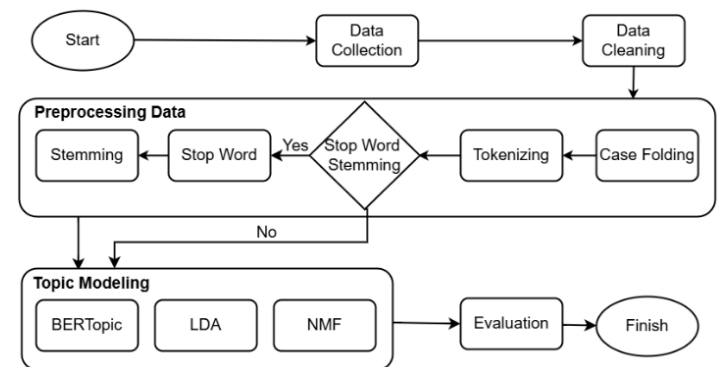 Start
Data
Collection
Data
Cleaning
Preprocessing Data
Stemming
Stop Word
Yes
Stop Word
Stemming
Tokenizing
Case Folding
No
Topic Modeling
BERTopic
LDA
NMF
Evaluation
Finish